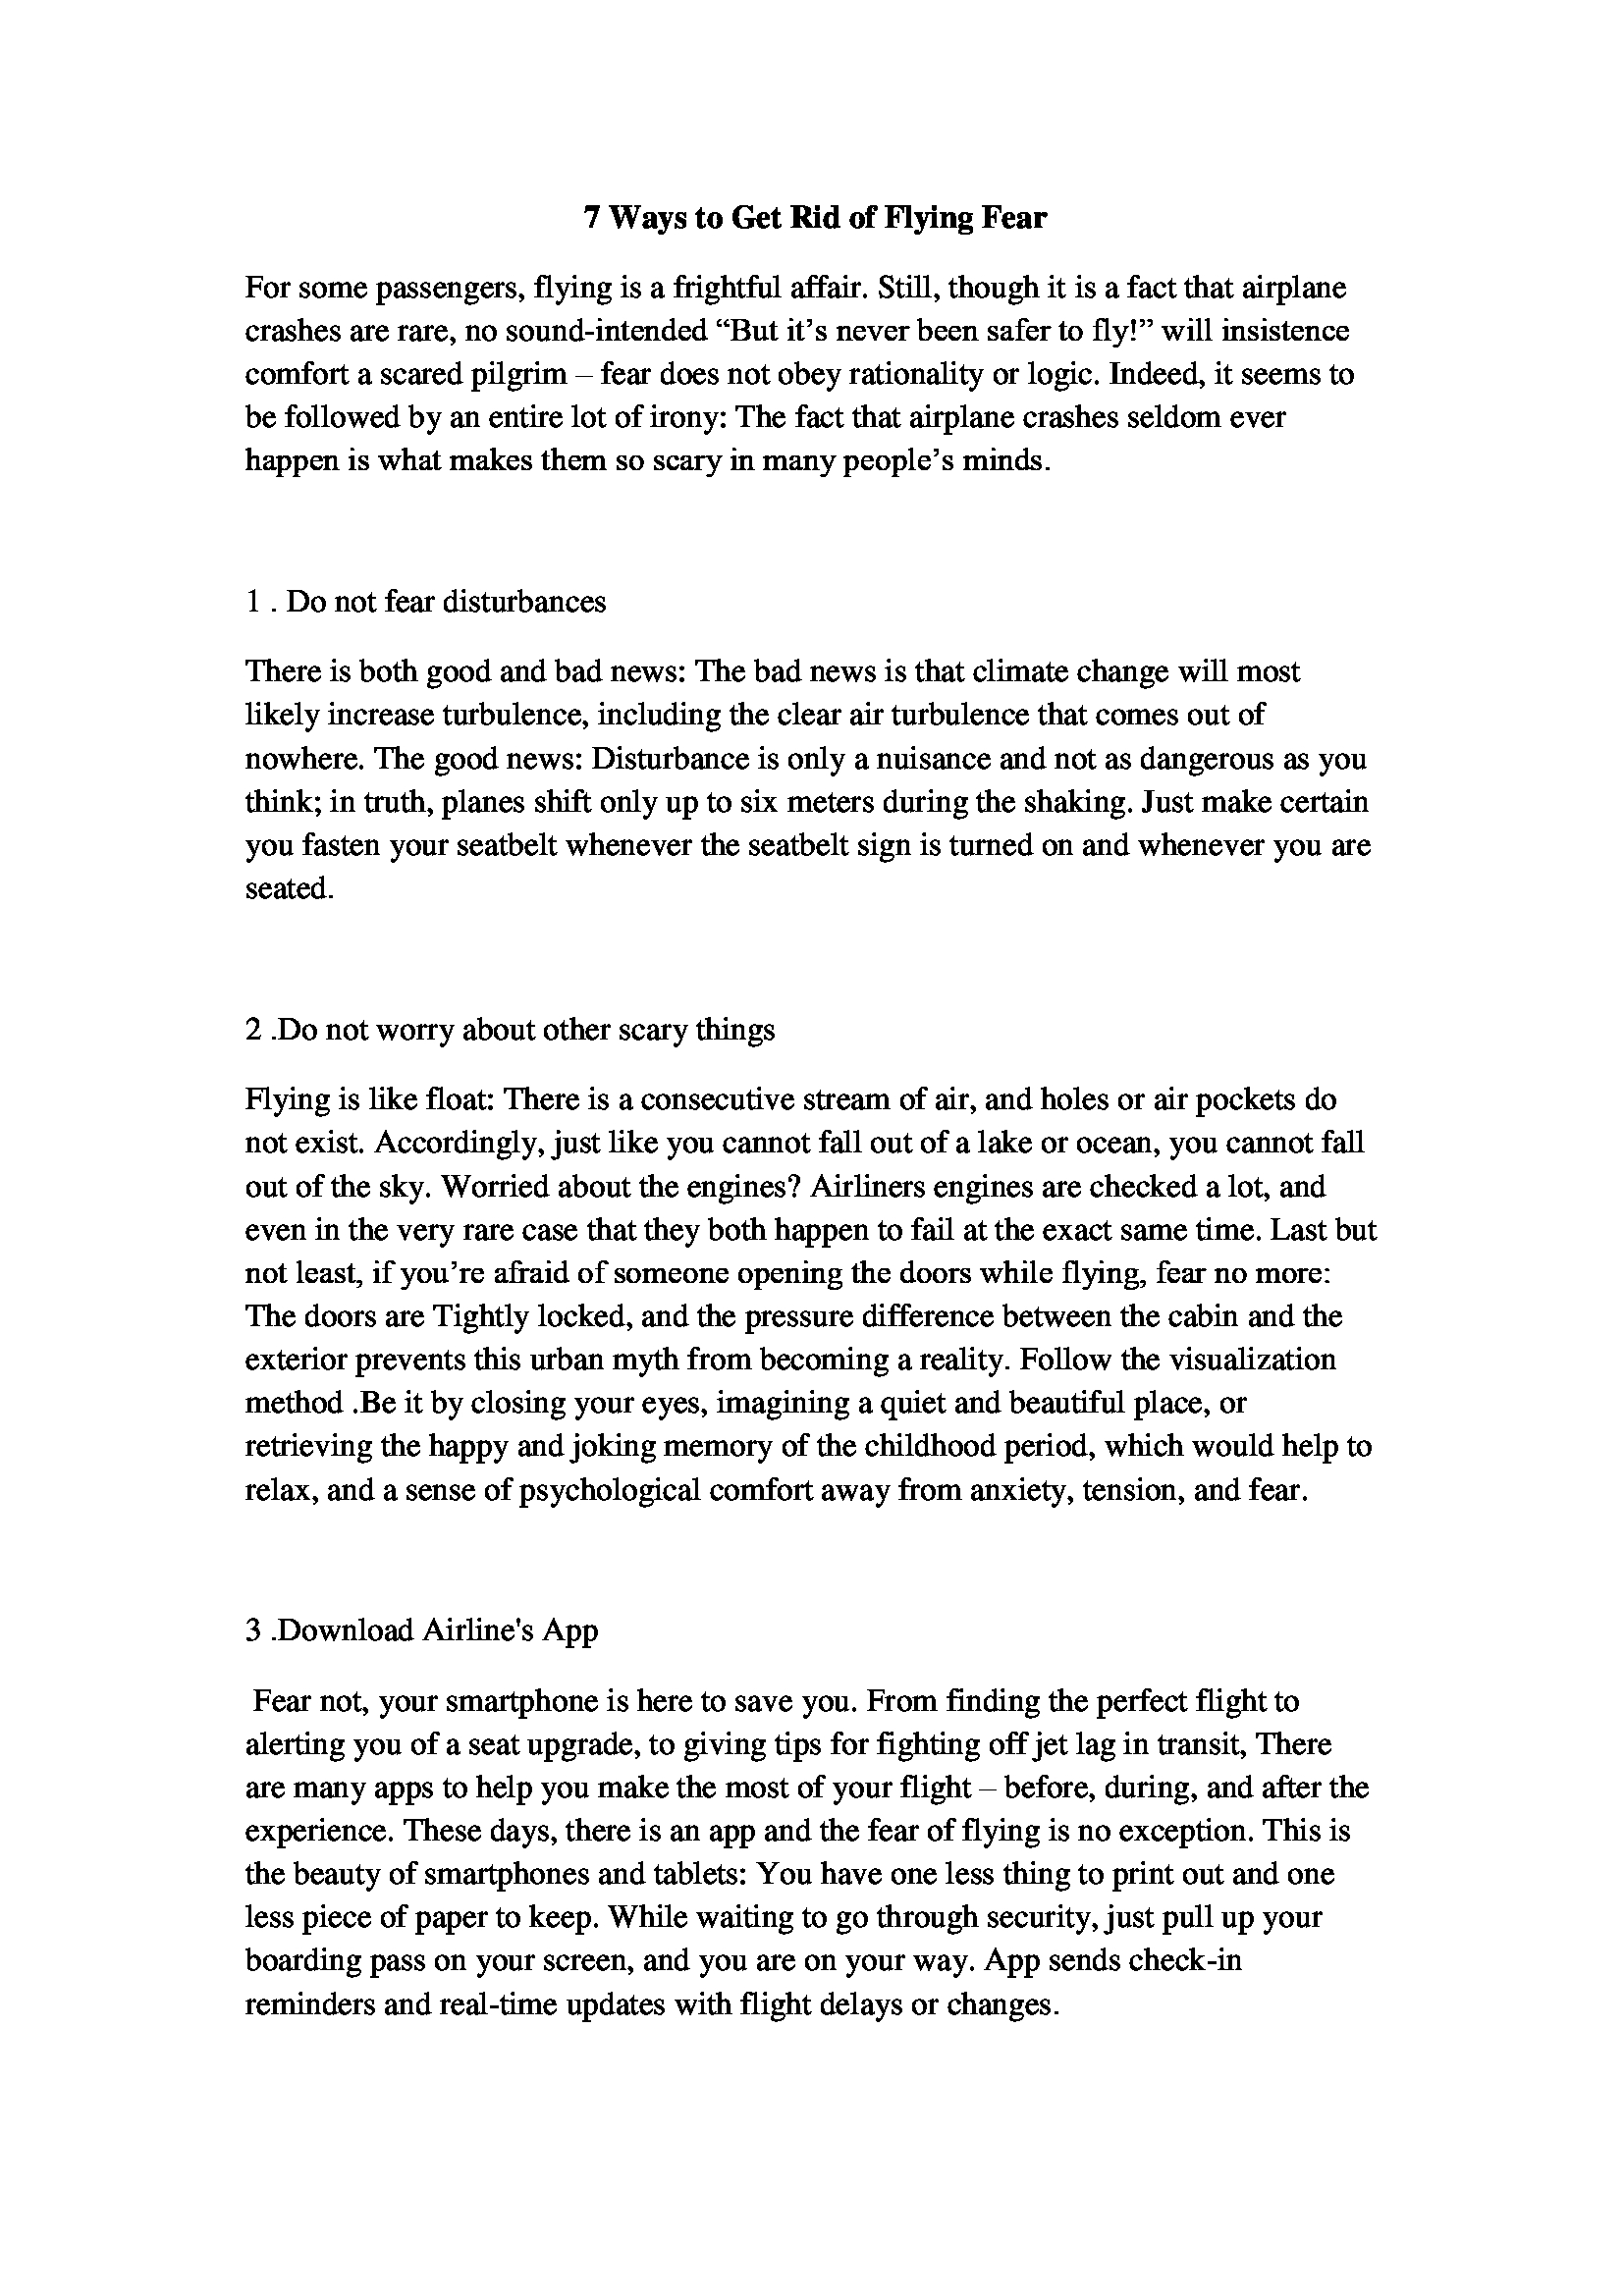 7 Ways to Get Rid of Flying Fear
For some passengers, flying is a frightful affair. Still, though it is a fact that airplane
crashes are rare, no sound-intended “But it’s never been safer to fly!” will insistence
comfort a scared pilgrim – fear does not obey rationality or logic. Indeed, it seems to
be followed by an entire lot of irony: The fact that airplane crashes seldom ever
happen is what makes them so scary in many people’s minds.
1 . Do not fear disturbances
There is both good and bad news: The bad news is that climate change will most
likely increase turbulence, including the clear air turbulence that comes out of
nowhere. The good news: Disturbance is only a nuisance and not as dangerous as you
think; in truth, planes shift only up to six meters during the shaking. Just make certain
you fasten your seatbelt whenever the seatbelt sign is turned on and whenever you are
seated.
2 .Do not worry about other scary things
Flying is like float: There is a consecutive stream of air, and holes or air pockets do
not exist. Accordingly, just like you cannot fall out of a lake or ocean, you cannot fall
out of the sky. Worried about the engines? Airliners engines are checked a lot, and
even in the very rare case that they both happen to fail at the exact same time. Last but
not least, if you’re afraid of someone opening the doors while flying, fear no more:
The doors are Tightly locked, and the pressure difference between the cabin and the
exterior prevents this urban myth from becoming a reality. Follow the visualization
method .Be it by closing your eyes, imagining a quiet and beautiful place, or
retrieving the happy and joking memory of the childhood period, which would help to
relax, and a sense of psychological comfort away from anxiety, tension, and fear.
3 .Download Airline's App
Fear not, your smartphone is here to save you. From finding the perfect flight to
alerting you of a seat upgrade, to giving tips for fighting off jet lag in transit, There
are many apps to help you make the most of your flight – before, during, and after the
experience. These days, there is an app and the fear of flying is no exception. This is
the beauty of smartphones and tablets: You have one less thing to print out and one
less piece of paper to keep. While waiting to go through security, just pull up your
boarding pass on your screen, and you are on your way. App sends check-in
reminders and real-time updates with flight delays or changes.